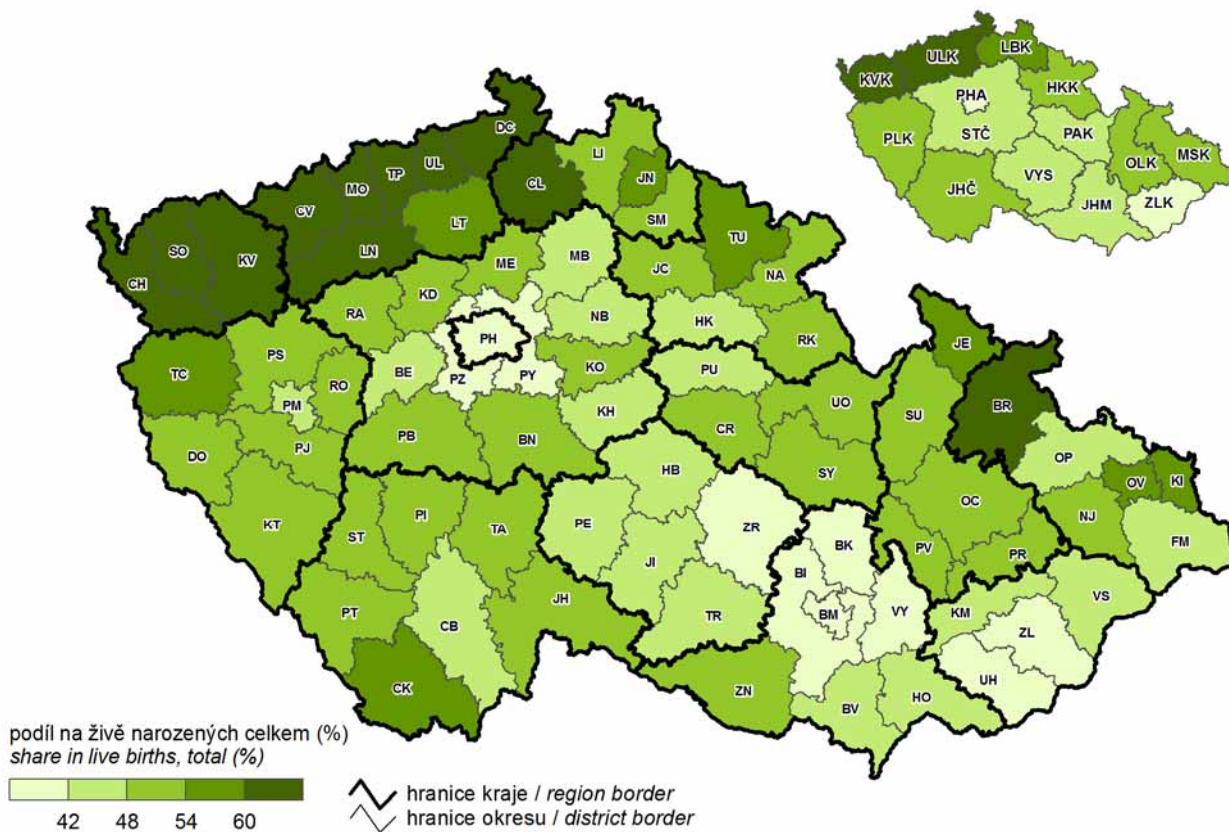 LBK
ULK
KVK
HKK
PHA
STČ
PAK
PLK
OLK
MSK
VYS
JHČ
JHM
ZLK
DC
UL
LI
TP
MO
CL
JN
CV
LT
SM
TU
SO
LN
KV
ME
MB
JC
NA
CH
KD
RA
NB
HK
PH
RK
JE
PS
TC
BE
KO
RO
PZ
PY
PU
PM
BR
UO
SU
KH
CR
PB
BN
PJ
DO
OP
SY
HB
OV
KI
OC
KT
PI
TA
NJ
PE
ZR
ST
FM
BK
PV
PR
JI
BI
VS
JH
PT
BM
VY
KM
TR
CB
ZL
UH
CK
ZN
HO
BV
podíl na živě narozených celkem (%)
share in live births, total (%)
42 48 54 60
hranice kraje / region border
hranice okresu / district border